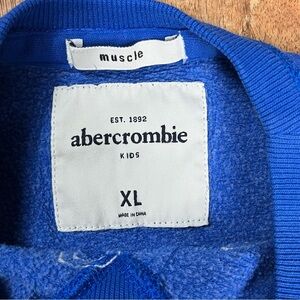 muscle
EST. 1892
abercrombie
KIDS
XL
MADE IN CHINA